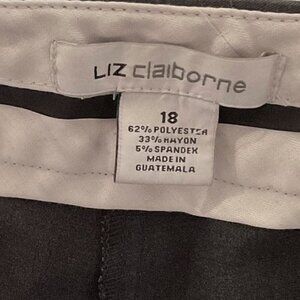 LIZ claiborne
18
62% POLYESTER
33% RAYON
5% SPANDEX
MADE IN
GUATEMALA